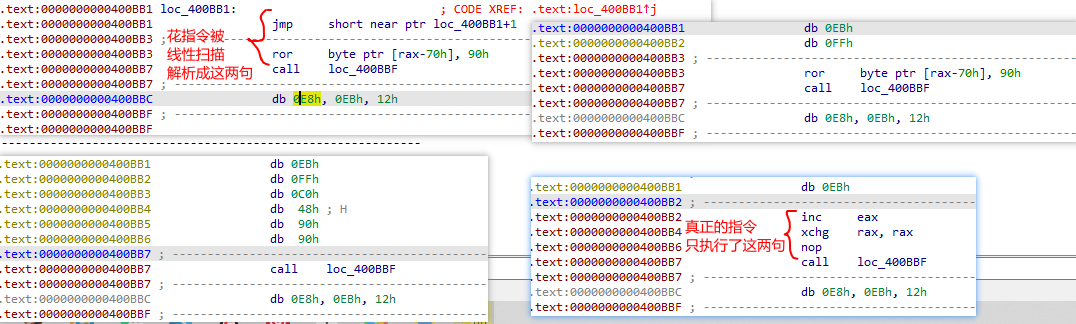 .text:0000000000400BB1 loc_400BB1: ; CODE XREF: .text:loc_400BB1↑j
.text:0000000000400BB1 jmp short near ptr loc_400BB1+1
.text:0000000000400BB3 ; ---------------------------------------------------------------------------
.text:0000000000400BB3 ror byte ptr [rax-70h], 90h
.text:0000000000400BB7 call loc_400BBF
.text:0000000000400BB7 ; ---------------------------------------------------------------------------
.text:0000000000400BBC db 0E8h, 0EBh, 12h
.text:0000000000400BBF ; ---------------------------------------------------------------------------
.text:0000000000400BBF
花指令被
线性扫描
解析成这两句
.text:0000000000400BB1 db 0EBh
.text:0000000000400BB2 db 0FFh
.text:0000000000400BB3 ; ---------------------------------------------------------------------------
.text:0000000000400BB3 ror byte ptr [rax-70h], 90h
.text:0000000000400BB7 call loc_400BBF
.text:0000000000400BB7 ; ---------------------------------------------------------------------------
.text:0000000000400BBC db 0E8h, 0EBh, 12h
.text:0000000000400BBF ; ---------------------------------------------------------------------------
.text:0000000000400BB1 db 0EBh
.text:0000000000400BB2 db 0FFh
.text:0000000000400BB3 db 0C0h
.text:0000000000400BB4 db 48h ; H
.text:0000000000400BB5 db 90h
.text:0000000000400BB6 db 90h
.text:0000000000400BB7 ; ---------------------------------------------------------------------------
.text:0000000000400BB7 call loc_400BBF
.text:0000000000400BB7 ; ---------------------------------------------------------------------------
.text:0000000000400BBC db 0E8h, 0EBh, 12h
.text:0000000000400BBF ; ---------------------------------------------------------------------------
.text:0000000000400BB1 db 0EBh
.text:0000000000400BB2 ; ---------------------------------------------------------------------------
.text:0000000000400BB2 inc eax
.text:0000000000400BB4 xchg rax, rax
.text:0000000000400BB6 nop
.text:0000000000400BB7 call loc_400BBF
.text:0000000000400BB7 ; ---------------------------------------------------------------------------
.text:0000000000400BBC db 0E8h, 0EBh, 12h
.text:0000000000400BBF ; ---------------------------------------------------------------------------
真正的指令
只执行了这两句